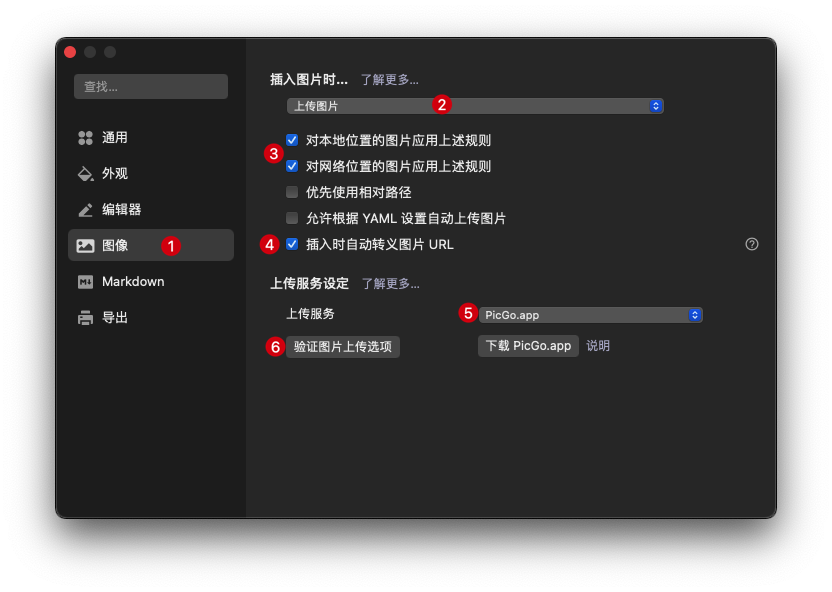 查找...
通用
外观
编辑器
图像 1
Markdown
导出
插入图片时... 了解更多...
上传图片 2
3
对本地位置的图片应用上述规则
对网络位置的图片应用上述规则
优先使用相对路径
允许根据 YAML 设置自动上传图片
4 插入时自动转义图片 URL ?
上传服务设定 了解更多...
上传服务 5 PicGo.app
6 验证图片上传选项 下载 PicGo.app 说明